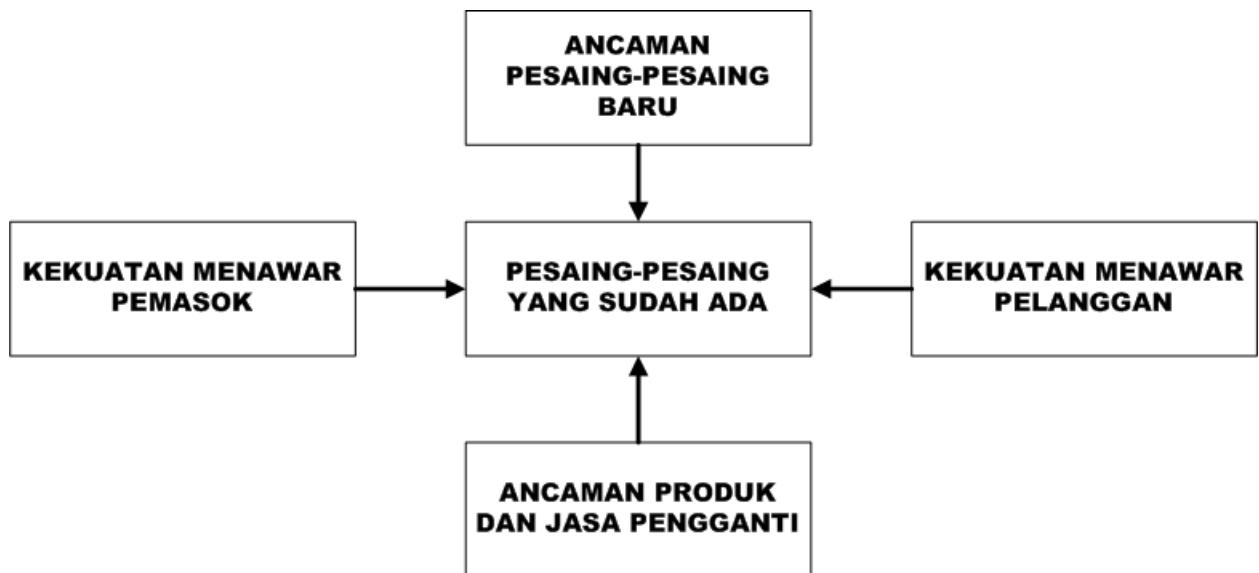 ANCAMAN
PESAING-PESAING
BARU
KEKUATAN MENAWAR
PEMASOK
PESAING-PESAING
YANG SUDAH ADA
KEKUATAN MENAWAR
PELANGGAN
ANCAMAN PRODUK
DAN JASA PENGGANTI